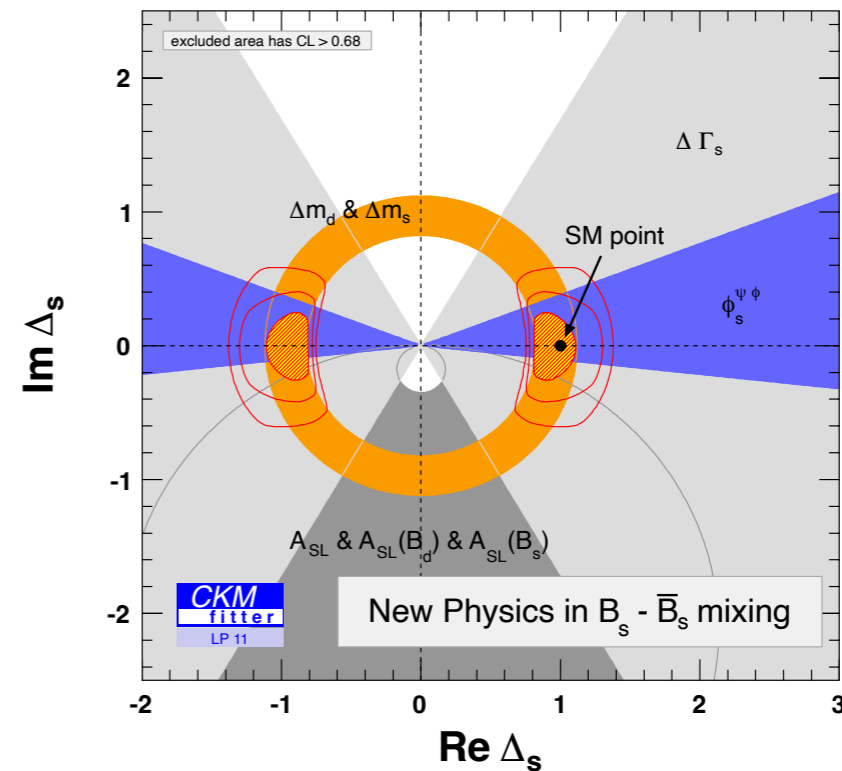 excluded area has CL > 0.68
2
1
0
-1
-2
Im Δs
Δ Γs
Δmd & Δms
SM point
ϕs^ψ ϕ
ASL & ASL(Bd) & ASL(Bs)
CKM
fitter
LP 11
New Physics in Bs - B̅s mixing
-2 -1 0 1 2 3
Re Δs